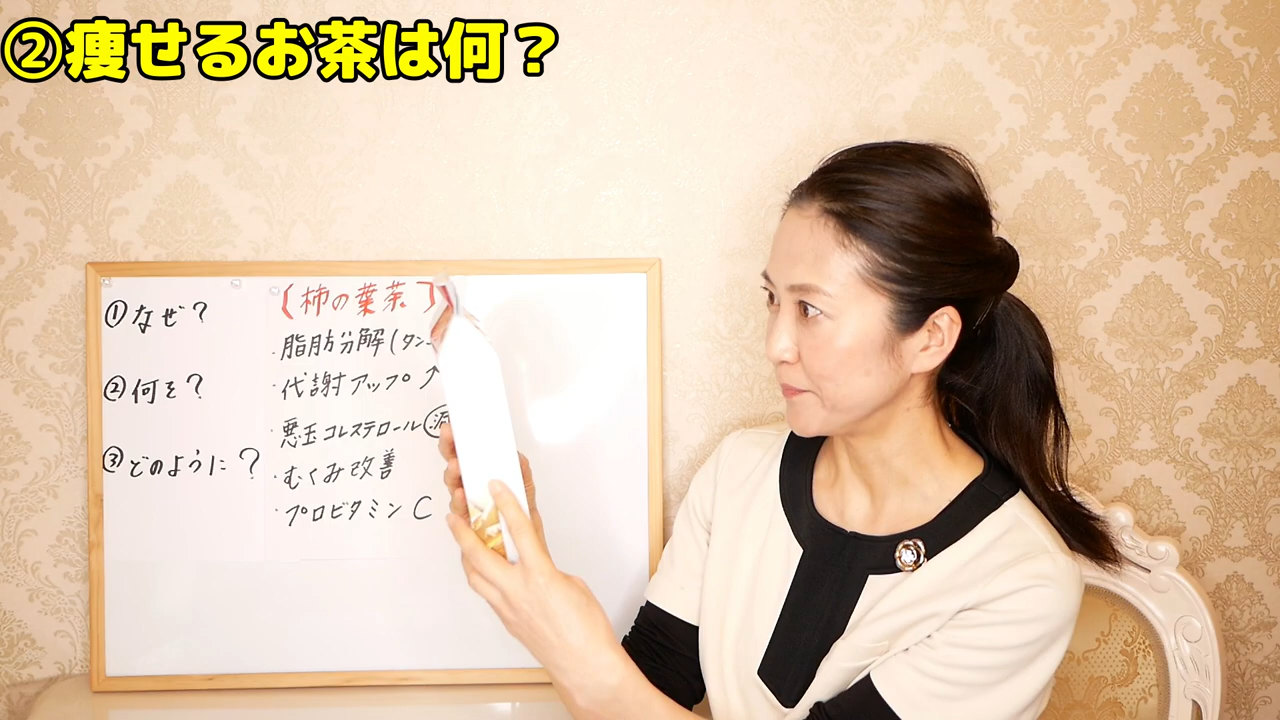 ②痩せるお茶は何?
①なぜ?
②何を?
③どのように?
【柿の葉茶】
・脂肪分解(タン
・代謝アップ↑
・悪玉コレステロール減
・むくみ改善
・プロビタミンC